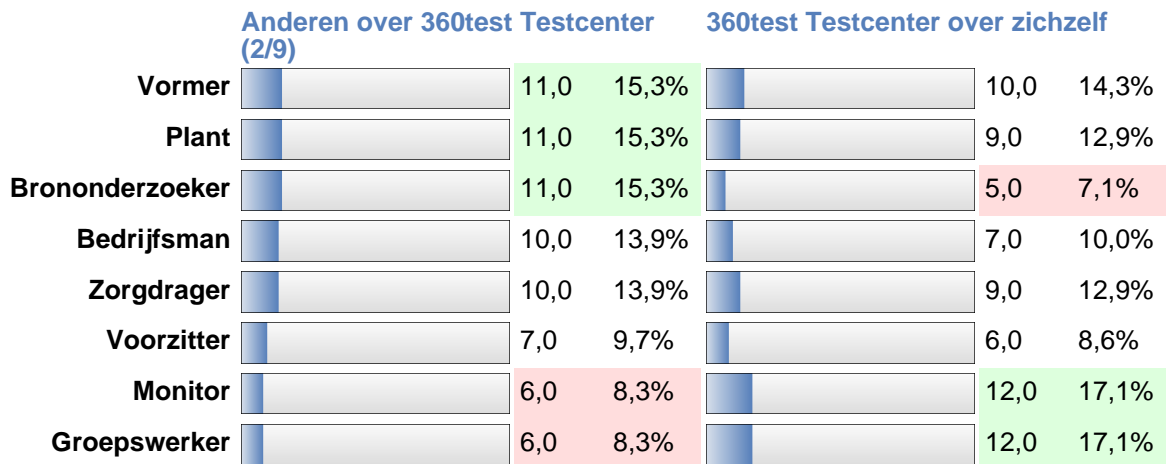 Anderen over 360test Testcenter (2/9) 360test Testcenter over zichzelf
Vormer 11,0 15,3% 10,0 14,3%
Plant 11,0 15,3% 9,0 12,9%
Brononderzoeker 11,0 15,3% 5,0 7,1%
Bedrijfsman 10,0 13,9% 7,0 10,0%
Zorgdrager 10,0 13,9% 9,0 12,9%
Voorzitter 7,0 9,7% 6,0 8,6%
Monitor 6,0 8,3% 12,0 17,1%
Groepswerker 6,0 8,3% 12,0 17,1%